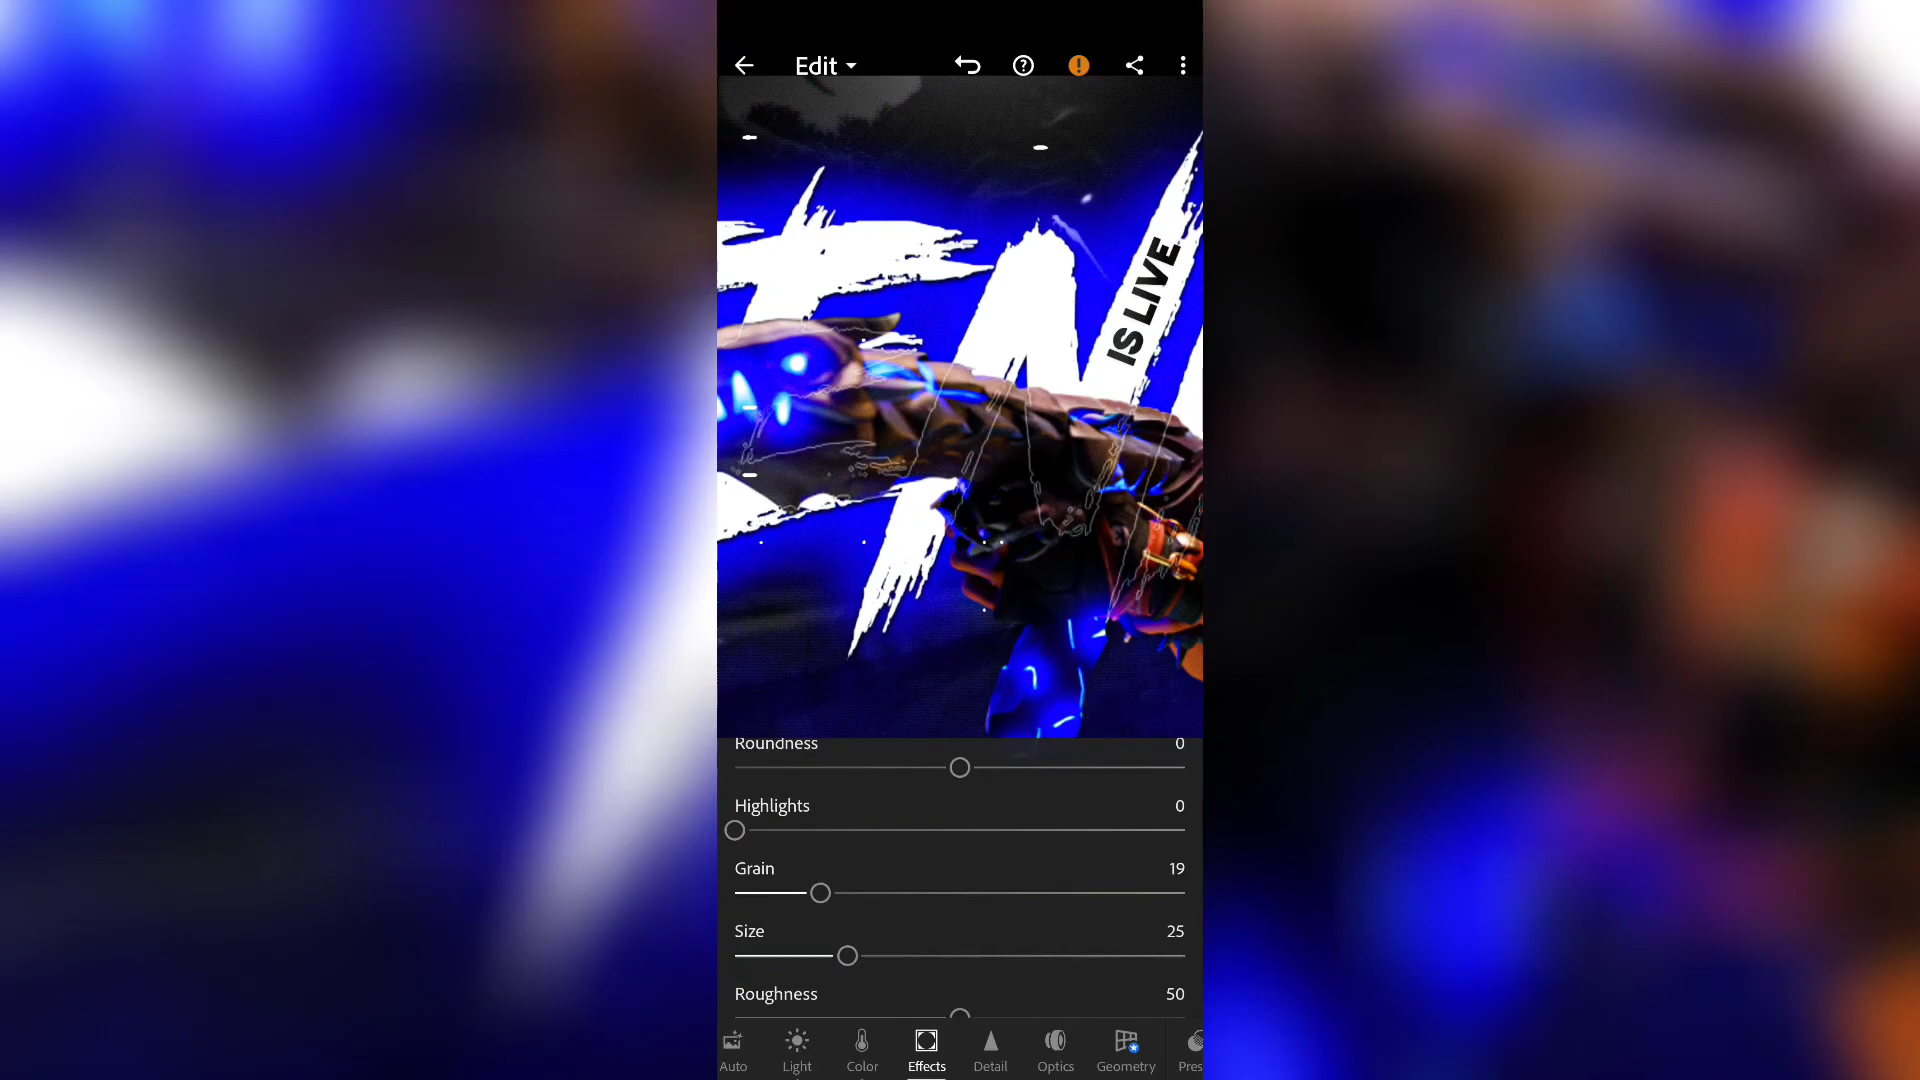 Edit
IS LIVE
Roundness 0
Highlights 0
Grain 19
Size 25
Roughness 50
Auto Light Color Effects Detail Optics Geometry Pres